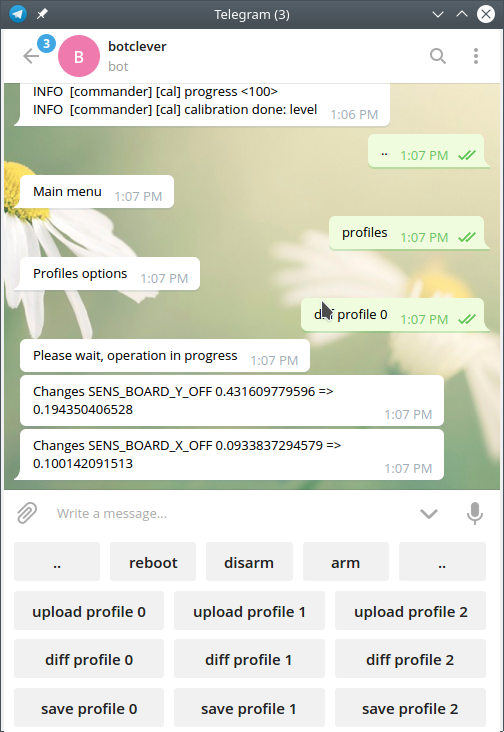 Telegram (3)
3
B
botclever
bot
INFO [commander] [cal] progress <100>
INFO [commander] [cal] calibration done: level 1:06 PM
.. 1:07 PM
Main menu 1:07 PM
profiles 1:07 PM
Profiles options 1:07 PM
diff profile 0 1:07 PM
Please wait, operation in progress 1:07 PM
Changes SENS_BOARD_Y_OFF 0.431609779596 =>
0.194350406528 1:07 PM
Changes SENS_BOARD_X_OFF 0.0933837294579 =>
0.100142091513 1:07 PM
Write a message...
.. reboot disarm arm ..
upload profile 0 upload profile 1 upload profile 2
diff profile 0 diff profile 1 diff profile 2
save profile 0 save profile 1 save profile 2